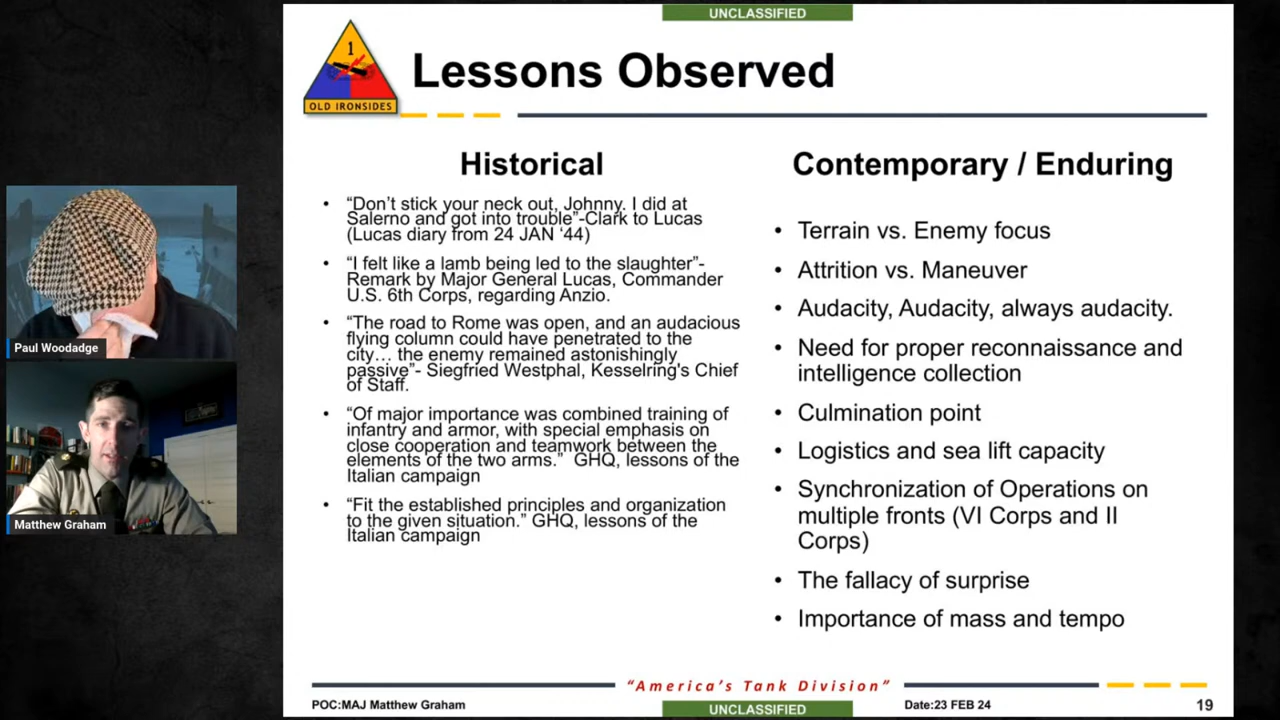 UNCLASSIFIED
1
OLD IRONSIDES
Lessons Observed
Historical
• “Don’t stick your neck out, Johnny. I did at
Salerno and got into trouble”-Clark to Lucas
(Lucas diary from 24 JAN ‘44)
• “I felt like a lamb being led to the slaughter”-
Remark by Major General Lucas, Commander
U.S. 6th Corps, regarding Anzio.
• “The road to Rome was open, and an audacious
flying column could have penetrated to the
city… the enemy remained astonishingly
passive”- Siegfried Westphal, Kesselring's Chief
of Staff.
• “Of major importance was combined training of
infantry and armor, with special emphasis on
close cooperation and teamwork between the
elements of the two arms.”  GHQ, lessons of the
Italian campaign
• “Fit the established principles and organization
to the given situation.” GHQ, lessons of the
Italian campaign
Contemporary / Enduring
• Terrain vs. Enemy focus
• Attrition vs. Maneuver
• Audacity, Audacity, always audacity.
• Need for proper reconnaissance and
intelligence collection
• Culmination point
• Logistics and sea lift capacity
• Synchronization of Operations on
multiple fronts (VI Corps and II
Corps)
• The fallacy of surprise
• Importance of mass and tempo
Paul Woodadge
Matthew Graham
“America’s Tank Division”
POC:MAJ Matthew Graham
UNCLASSIFIED
Date:23 FEB 24
19